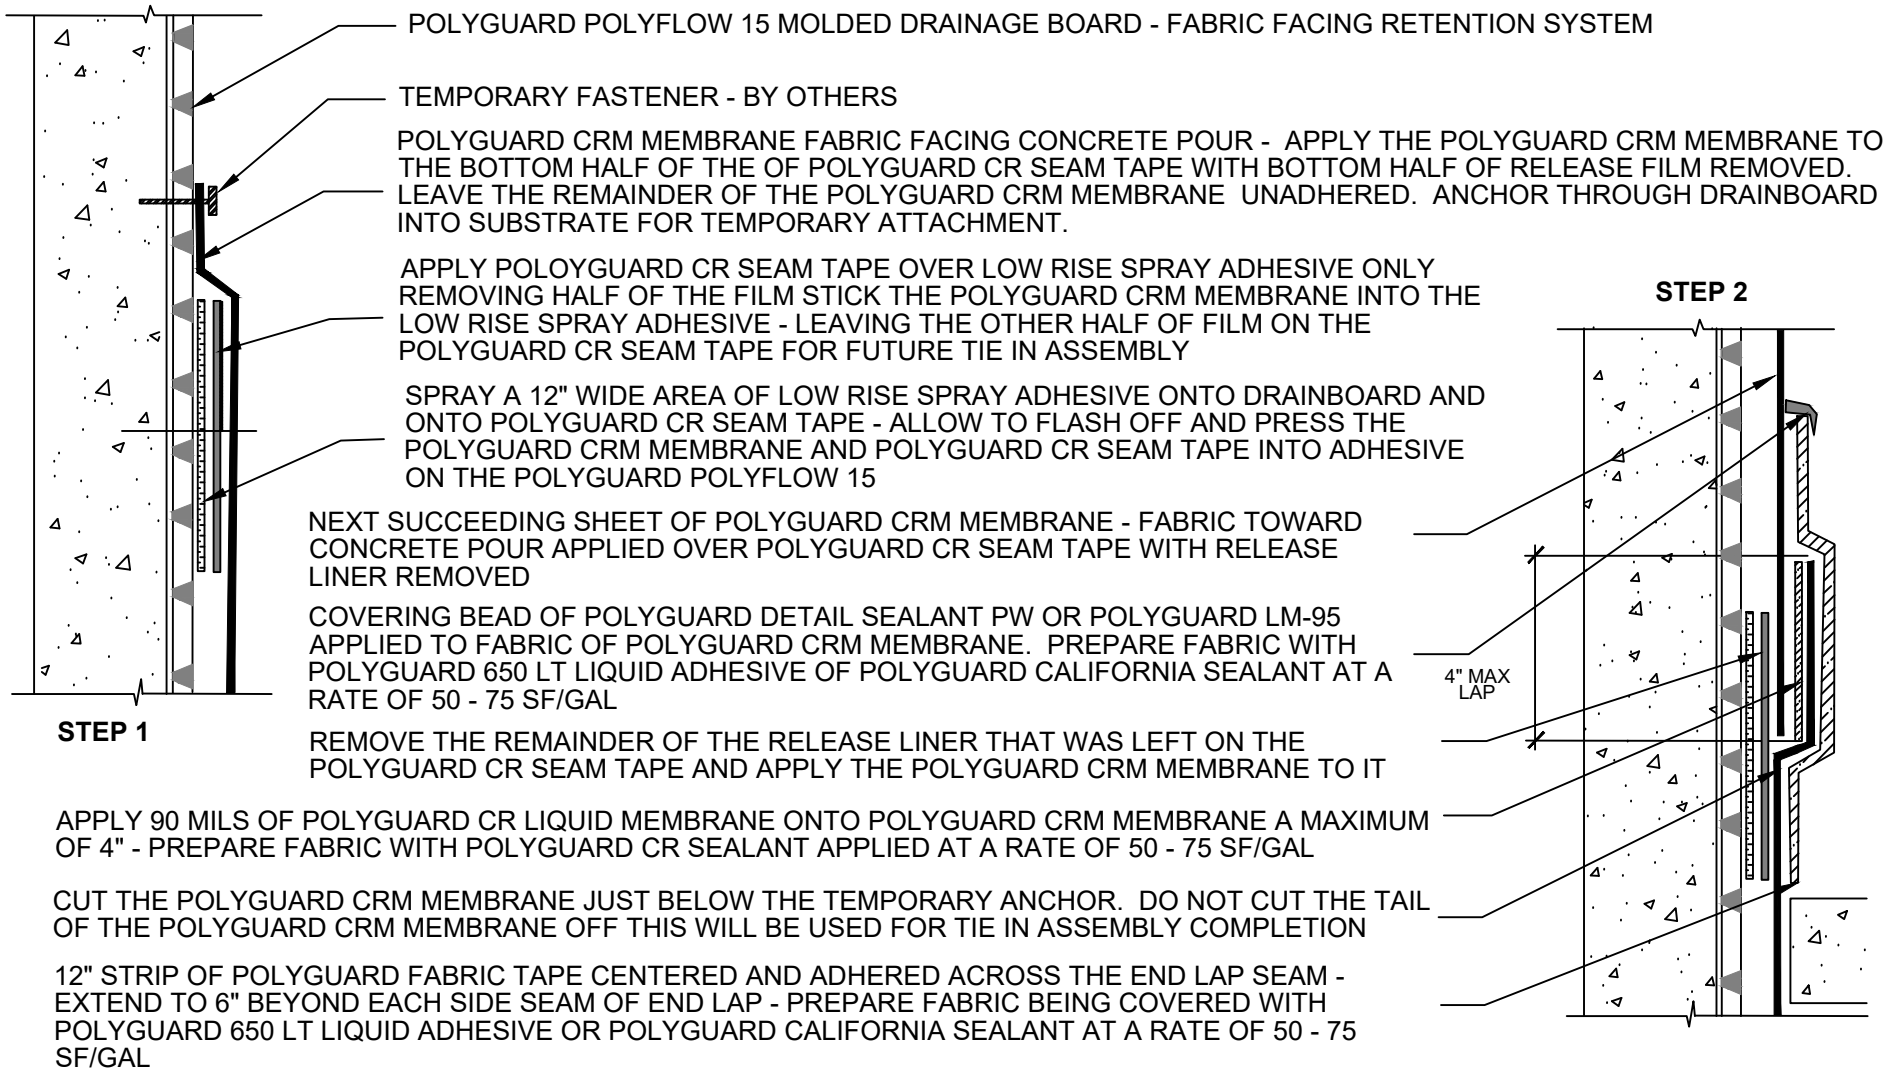 POLYGUARD POLYFLOW 15 MOLDED DRAINAGE BOARD - FABRIC FACING RETENTION SYSTEM
TEMPORARY FASTENER - BY OTHERS
POLYGUARD CRM MEMBRANE FABRIC FACING CONCRETE POUR - APPLY THE POLYGUARD CRM MEMBRANE TO
THE BOTTOM HALF OF THE OF POLYGUARD CR SEAM TAPE WITH BOTTOM HALF OF RELEASE FILM REMOVED.
LEAVE THE REMAINDER OF THE POLYGUARD CRM MEMBRANE UNADHERED. ANCHOR THROUGH DRAINBOARD
INTO SUBSTRATE FOR TEMPORARY ATTACHMENT.
APPLY POLOYGUARD CR SEAM TAPE OVER LOW RISE SPRAY ADHESIVE ONLY
REMOVING HALF OF THE FILM STICK THE POLYGUARD CRM MEMBRANE INTO THE
LOW RISE SPRAY ADHESIVE - LEAVING THE OTHER HALF OF FILM ON THE
POLYGUARD CR SEAM TAPE FOR FUTURE TIE IN ASSEMBLY
SPRAY A 12" WIDE AREA OF LOW RISE SPRAY ADHESIVE ONTO DRAINBOARD AND
ONTO POLYGUARD CR SEAM TAPE - ALLOW TO FLASH OFF AND PRESS THE
POLYGUARD CRM MEMBRANE AND POLYGUARD CR SEAM TAPE INTO ADHESIVE
ON THE POLYGUARD POLYFLOW 15
STEP 1
STEP 2
NEXT SUCCEEDING SHEET OF POLYGUARD CRM MEMBRANE - FABRIC TOWARD
CONCRETE POUR APPLIED OVER POLYGUARD CR SEAM TAPE WITH RELEASE
LINER REMOVED
COVERING BEAD OF POLYGUARD DETAIL SEALANT PW OR POLYGUARD LM-95
APPLIED TO FABRIC OF POLYGUARD CRM MEMBRANE. PREPARE FABRIC WITH
POLYGUARD 650 LT LIQUID ADHESIVE OF POLYGUARD CALIFORNIA SEALANT AT A
RATE OF 50 - 75 SF/GAL
4" MAX
LAP
REMOVE THE REMAINDER OF THE RELEASE LINER THAT WAS LEFT ON THE
POLYGUARD CR SEAM TAPE AND APPLY THE POLYGUARD CRM MEMBRANE TO IT
APPLY 90 MILS OF POLYGUARD CR LIQUID MEMBRANE ONTO POLYGUARD CRM MEMBRANE A MAXIMUM
OF 4" - PREPARE FABRIC WITH POLYGUARD CR SEALANT APPLIED AT A RATE OF 50 - 75 SF/GAL
CUT THE POLYGUARD CRM MEMBRANE JUST BELOW THE TEMPORARY ANCHOR. DO NOT CUT THE TAIL
OF THE POLYGUARD CRM MEMBRANE OFF THIS WILL BE USED FOR TIE IN ASSEMBLY COMPLETION
12" STRIP OF POLYGUARD FABRIC TAPE CENTERED AND ADHERED ACROSS THE END LAP SEAM -
EXTEND TO 6" BEYOND EACH SIDE SEAM OF END LAP - PREPARE FABRIC BEING COVERED WITH
POLYGUARD 650 LT LIQUID ADHESIVE OR POLYGUARD CALIFORNIA SEALANT AT A RATE OF 50 - 75
SF/GAL